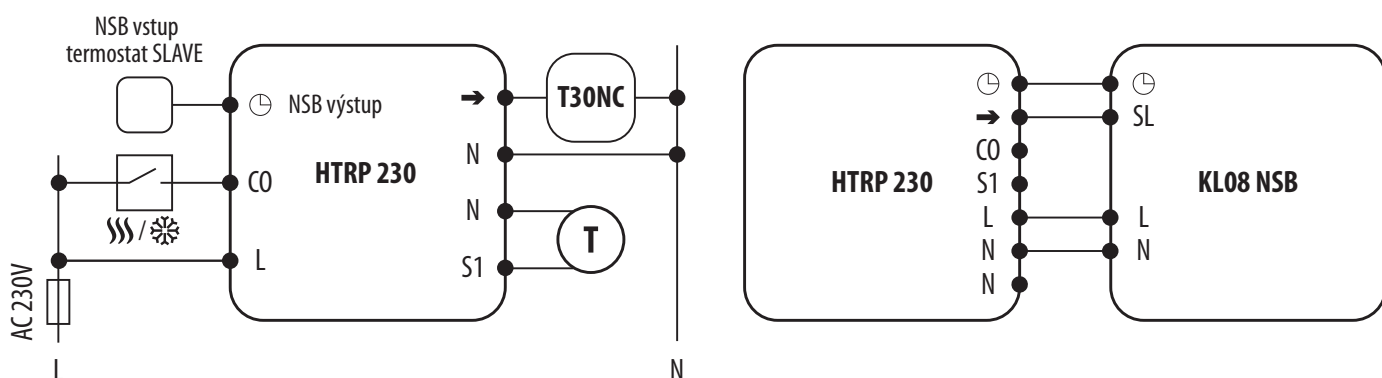 NSB vstup
termostat SLAVE
NSB výstup
➔
T30NC
CO
HTRP 230
N
N
L
S1
T
/
AC 230V
L
N
➔
CO
S1
L
N
N
HTRP 230
SL
L
N
KL08 NSB